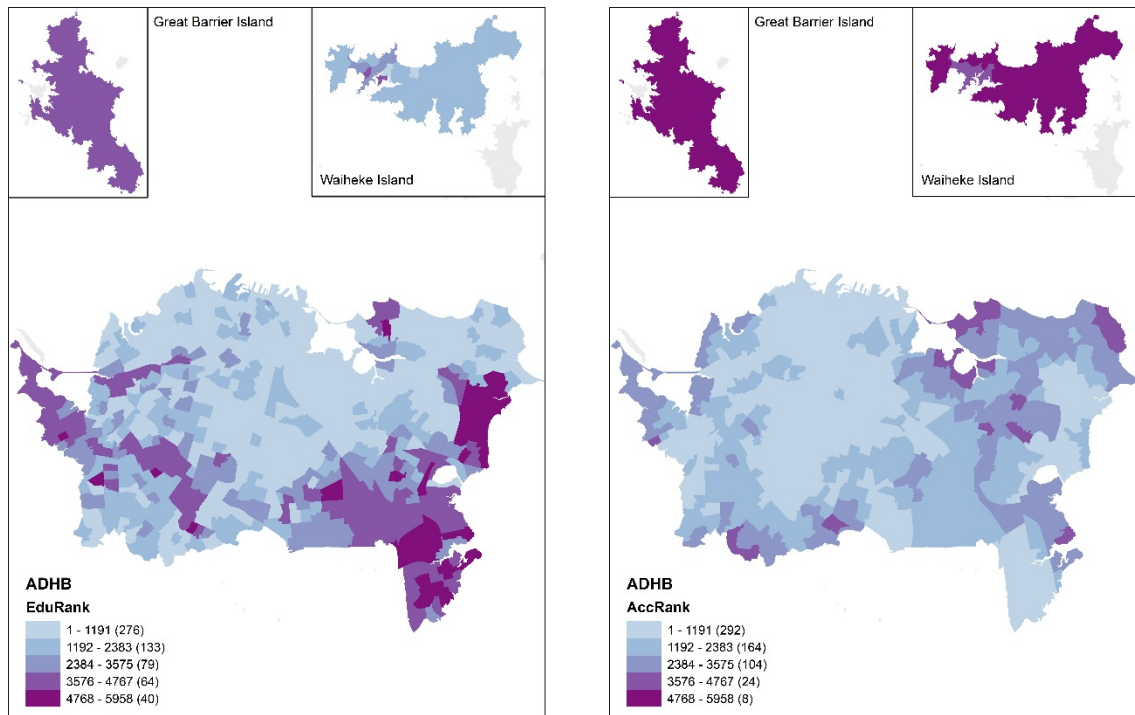 Great Barrier Island
Waiheke Island
ADHB
EduRank
1 - 1191 (276)
1192 - 2383 (133)
2384 - 3575 (79)
3576 - 4767 (64)
4768 - 5958 (40)
Great Barrier Island
Waiheke Island
ADHB
AccRank
1 - 1191 (292)
1192 - 2383 (164)
2384 - 3575 (104)
3576 - 4767 (24)
4768 - 5958 (8)